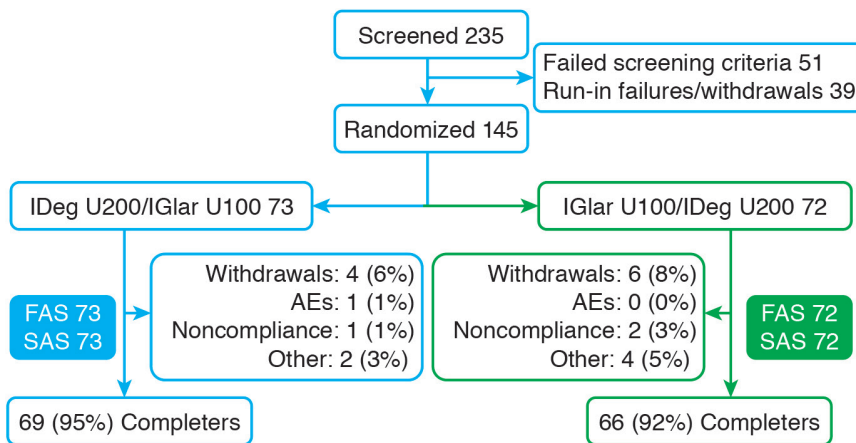 Screened 235
Failed screening criteria 51
Run-in failures/withdrawals 39
Randomized 145
IDeg U200/IGlar U100 73
IGlar U100/IDeg U200 72
Withdrawals: 4 (6%)
AEs: 1 (1%)
Noncompliance: 1 (1%)
Other: 2 (3%)
Withdrawals: 6 (8%)
AEs: 0 (0%)
Noncompliance: 2 (3%)
Other: 4 (5%)
FAS 73
SAS 73
FAS 72
SAS 72
69 (95%) Completers
66 (92%) Completers